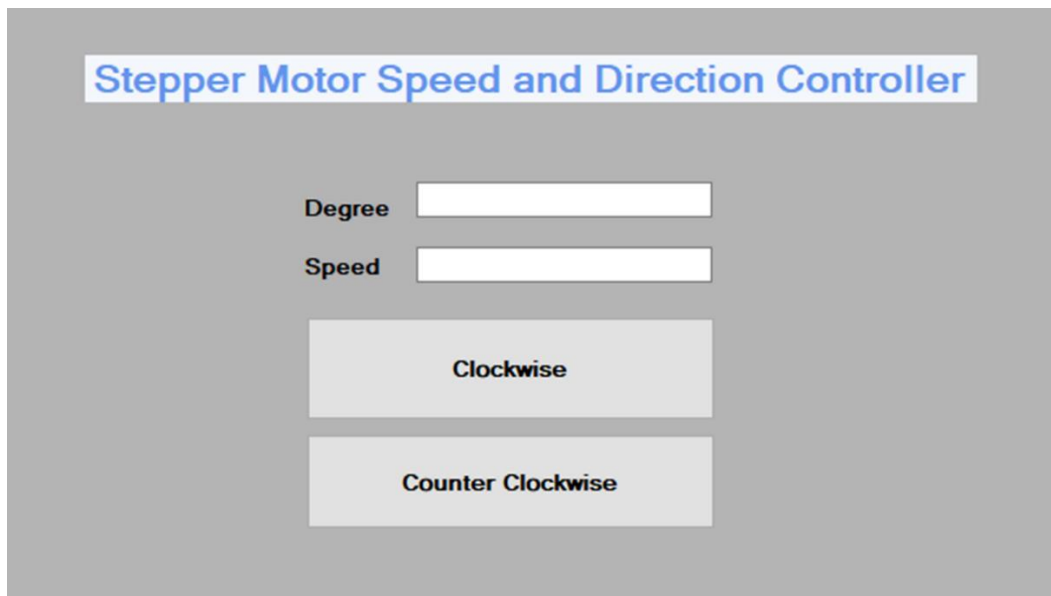 Stepper Motor Speed and Direction Controller
Degree
Speed
Clockwise
Counter Clockwise